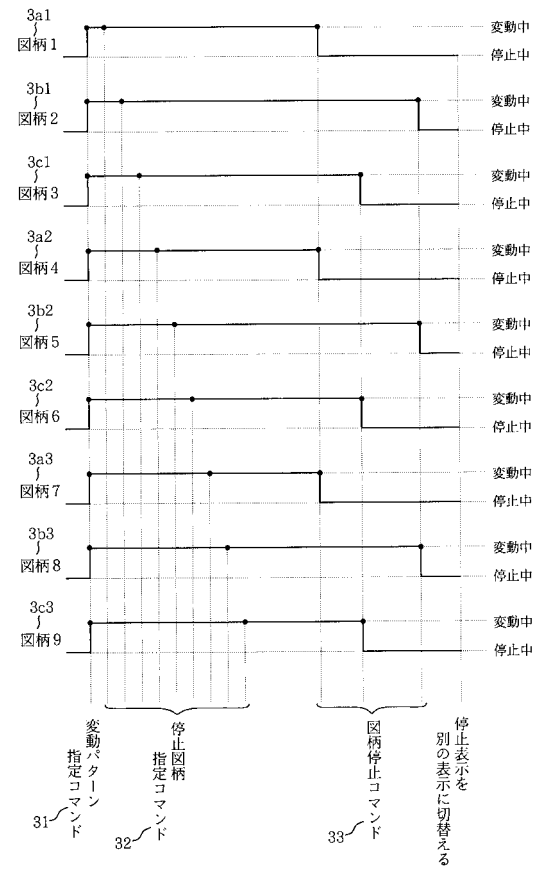 3a1
図柄1
変動中
停止中
3b1
図柄2
変動中
停止中
3c1
図柄3
変動中
停止中
3a2
図柄4
変動中
停止中
3b2
図柄5
変動中
停止中
3c2
図柄6
変動中
停止中
3a3
図柄7
変動中
停止中
3b3
図柄8
変動中
停止中
3c3
図柄9
変動中
停止中
変動パターン
指定コマンド
31
停止図柄
指定コマンド
32
図柄停止コマンド
33
停止表示を
別の表示に切替える